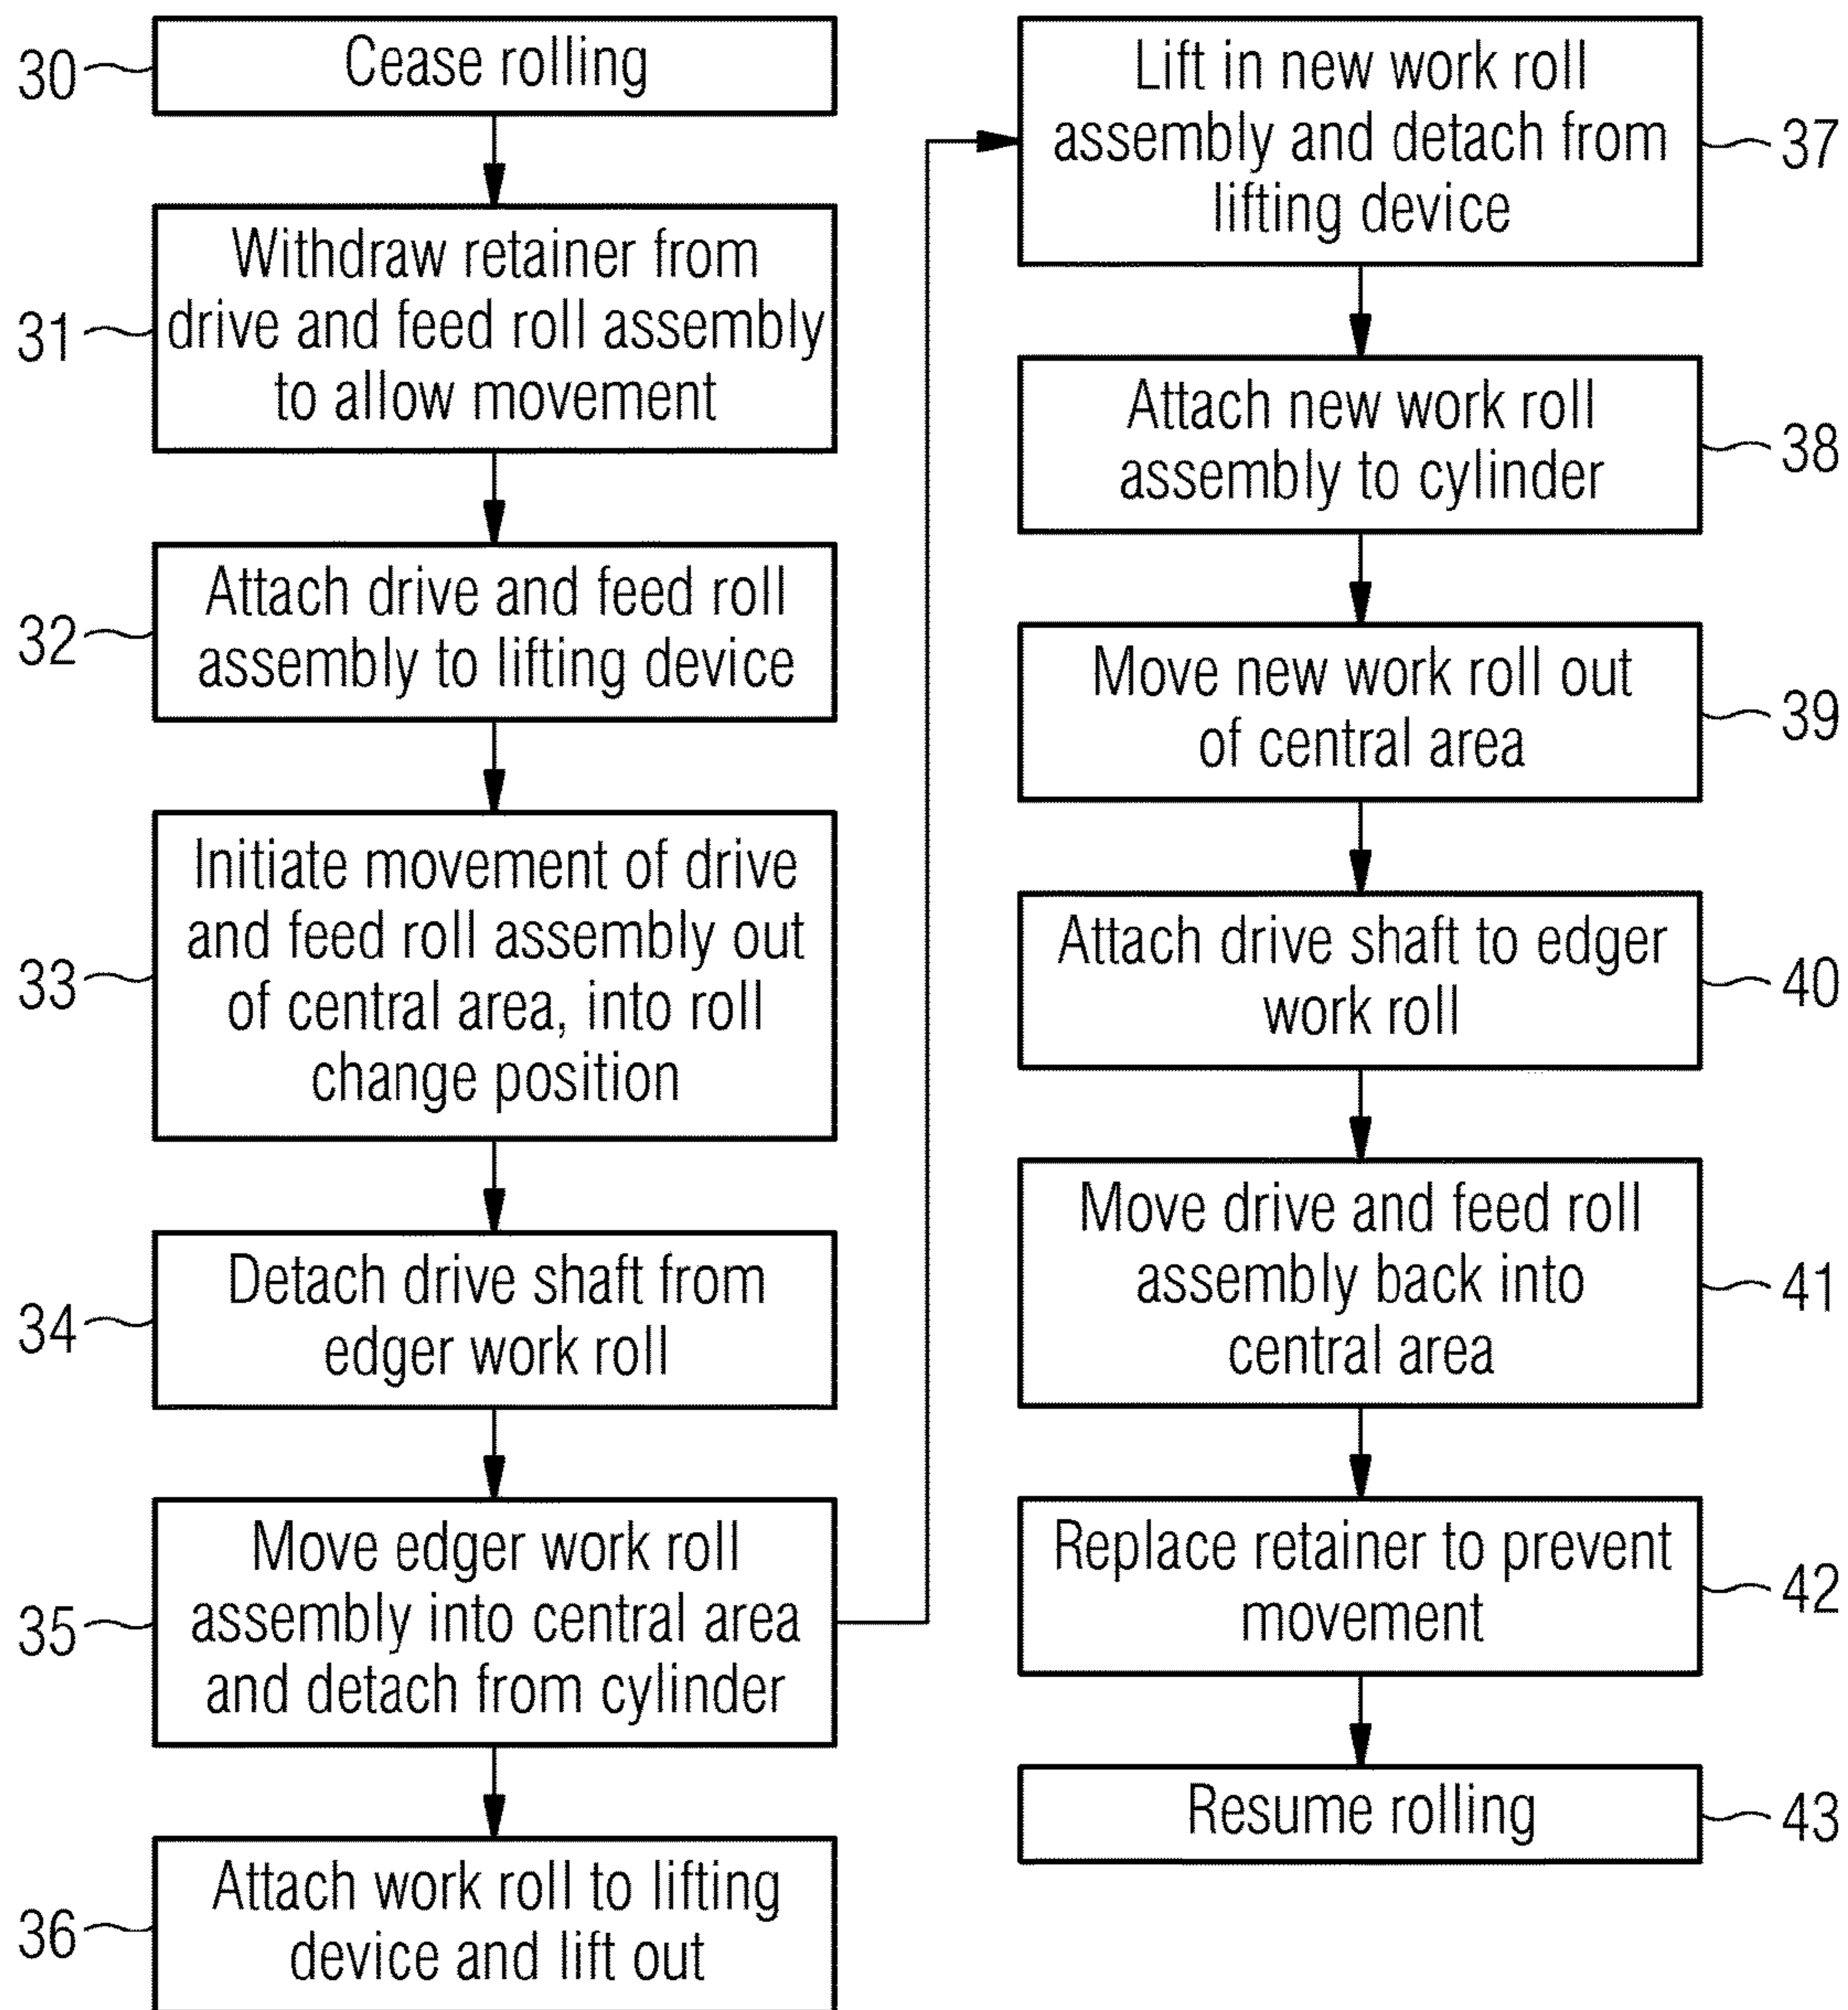 30
Cease rolling
31
Withdraw retainer from
drive and feed roll assembly
to allow movement
32
Attach drive and feed roll
assembly to lifting device
33
Initiate movement of drive
and feed roll assembly out
of central area, into roll
change position
34
Detach drive shaft from
edger work roll
35
Move edger work roll
assembly into central area
and detach from cylinder
36
Attach work roll to lifting
device and lift out
Lift in new work roll
assembly and detach from
lifting device
37
Attach new work roll
assembly to cylinder
38
Move new work roll out
of central area
39
Attach drive shaft to edger
work roll
40
Move drive and feed roll
assembly back into
central area
41
Replace retainer to prevent
movement
42
Resume rolling
43